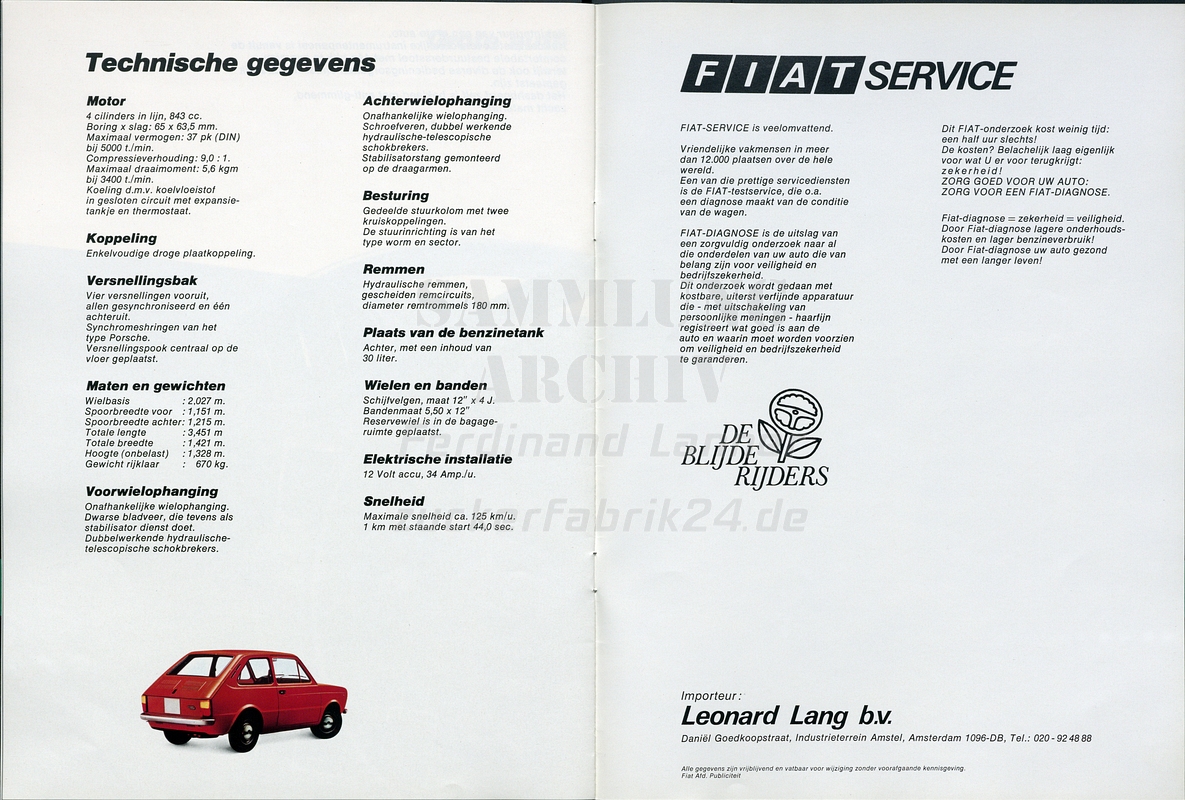 Technische gegevens
Motor
4 cilinders in lijn, 843 cc.
Boring x slag: 65 x 63,5 mm.
Maximaal vermogen: 37 pk (DIN)
bij 5000 t./min.
Compressieverhouding: 9,0 : 1.
Maximaal draaimoment: 5,6 kgm
bij 3400 t./min.
Koeling d.m.v. koelvloeistof
in gesloten circuit met expansie-
tankje en thermostaat.
Koppeling
Enkelvoudige droge plaatkoppeling.
Versnellingsbak
Vier versnellingen vooruit,
allen gesynchroniseerd en één
achteruit.
Synchromeshringen van het
type Porsche.
Versnellingspook centraal op de
vloer geplaatst.
Maten en gewichten
Wielbasis : 2,027 m.
Spoorbreedte voor : 1,151 m.
Spoorbreedte achter: 1,215 m.
Totale lengte : 3,451 m
Totale breedte : 1,421 m.
Hoogte (onbelast) : 1,328 m.
Gewicht rijklaar : 670 kg.
Voorwielophanging
Onafhankelijke wielophanging.
Dwarse bladveer, die tevens als
stabilisator dienst doet.
Dubbelwerkende hydraulische-
telescopische schokbrekers.
Achterwielophanging
Onafhankelijke wielophanging.
Schroefveren, dubbel werkende
hydraulische-telescopische
schokbrekers.
Stabilisatorstang gemonteerd
op de draagarmen.
Besturing
Gedeelde stuurkolom met twee
kruiskoppelingen.
De stuurinrichting is van het
type worm en sector.
Remmen
Hydraulische remmen,
gescheiden remcircuits,
diameter remtrommels 180 mm.
Plaats van de benzinetank
Achter, met een inhoud van
30 liter.
Wielen en banden
Schijfvelgen, maat 12" x 4 J.
Bandenmaat 5,50 x 12"
Reservewiel is in de bagage-
ruimte geplaatst.
Elektrische installatie
12 Volt accu, 34 Amp./u.
Snelheid
Maximale snelheid ca. 125 km/u.
1 km met staande start 44,0 sec.
FIAT SERVICE
FIAT-SERVICE is veelomvattend.
Vriendelijke vakmensen in meer
dan 12.000 plaatsen over de hele
wereld.
Een van die prettige servicediensten
is de FIAT-testservice, die o.a.
een diagnose maakt van de conditie
van de wagen.
FIAT-DIAGNOSE is de uitslag van
een zorgvuldig onderzoek naar al
die onderdelen van uw auto die van
belang zijn voor veiligheid en
bedrijfszekerheid.
Dit onderzoek wordt gedaan met
kostbare, uiterst verfijnde apparatuur
die - met uitschakeling van
persoonlijke meningen - haarfijn
registreert wat goed is aan de
auto en waarin moet worden voorzien
om veiligheid en bedrijfszekerheid
te garanderen.
DE
BLIJDE
RIJDERS
Dit FIAT-onderzoek kost weinig tijd:
een half uur slechts!
De kosten? Belachelijk laag eigenlijk
voor wat U er voor terugkrijgt:
zekerheid!
ZORG GOED VOOR UW AUTO:
ZORG VOOR EEN FIAT-DIAGNOSE.
Fiat-diagnose = zekerheid = veiligheid.
Door Fiat-diagnose lagere onderhouds-
kosten en lager benzineverbruik!
Door Fiat-diagnose uw auto gezond
met een langer leven!
Importeur:
Leonard Lang b.v.
Daniël Goedkoopstraat, Industrieterrein Amstel, Amsterdam 1096-DB, Tel.: 020 - 92 48 88
Alle gegevens zijn vrijblijvend en vatbaar voor wijziging zonder voorafgaande kennisgeving.
Fiat Afd. Publiciteit
ARCHIV
Ferdinand